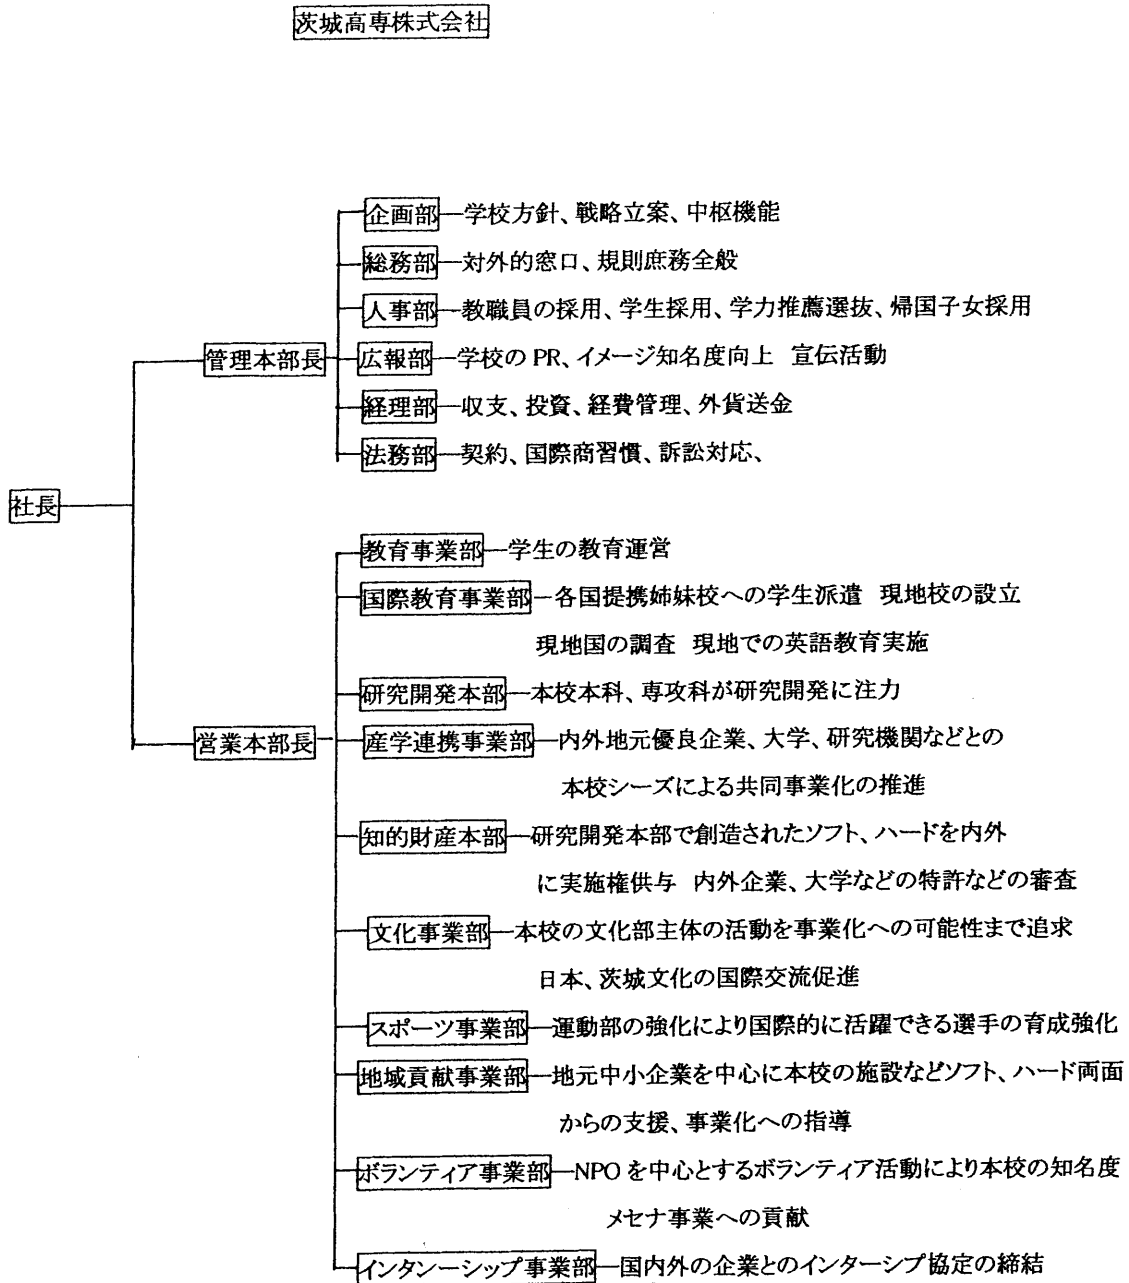 茨城高専株式会社
企画部―学校方針、戦略立案、中枢機能
総務部―対外的窓口、規則庶務全般
人事部―教職員の採用、学生採用、学力推薦選抜、帰国子女採用
管理本部長 広報部―学校の PR、イメージ知名度向上 宣伝活動
経理部―収支、投資、経費管理、外貨送金
法務部―契約、国際商習慣、訴訟対応、
社長
教育事業部―学生の教育運営
国際教育事業部―各国提携姉妹校への学生派遣 現地校の設立
現地国の調査 現地での英語教育実施
研究開発本部―本校本科、専攻科が研究開発に注力
営業本部長 産学連携事業部―内外地元優良企業、大学、研究機関などとの
本校シーズによる共同事業化の推進
知的財産本部―研究開発本部で創造されたソフト、ハードを内外
に実施権供与 内外企業、大学などの特許などの審査
文化事業部―本校の文化部主体の活動を事業化への可能性まで追求
日本、茨城文化の国際交流促進
スポーツ事業部―運動部の強化により国際的に活躍できる選手の育成強化
地域貢献事業部―地元中小企業を中心に本校の施設などソフト、ハード両面
からの支援、事業化への指導
ボランティア事業部―NPO を中心とするボランティア活動により本校の知名度
メセナ事業への貢献
インタンーシップ事業部―国内外の企業とのインターシプ協定の締結